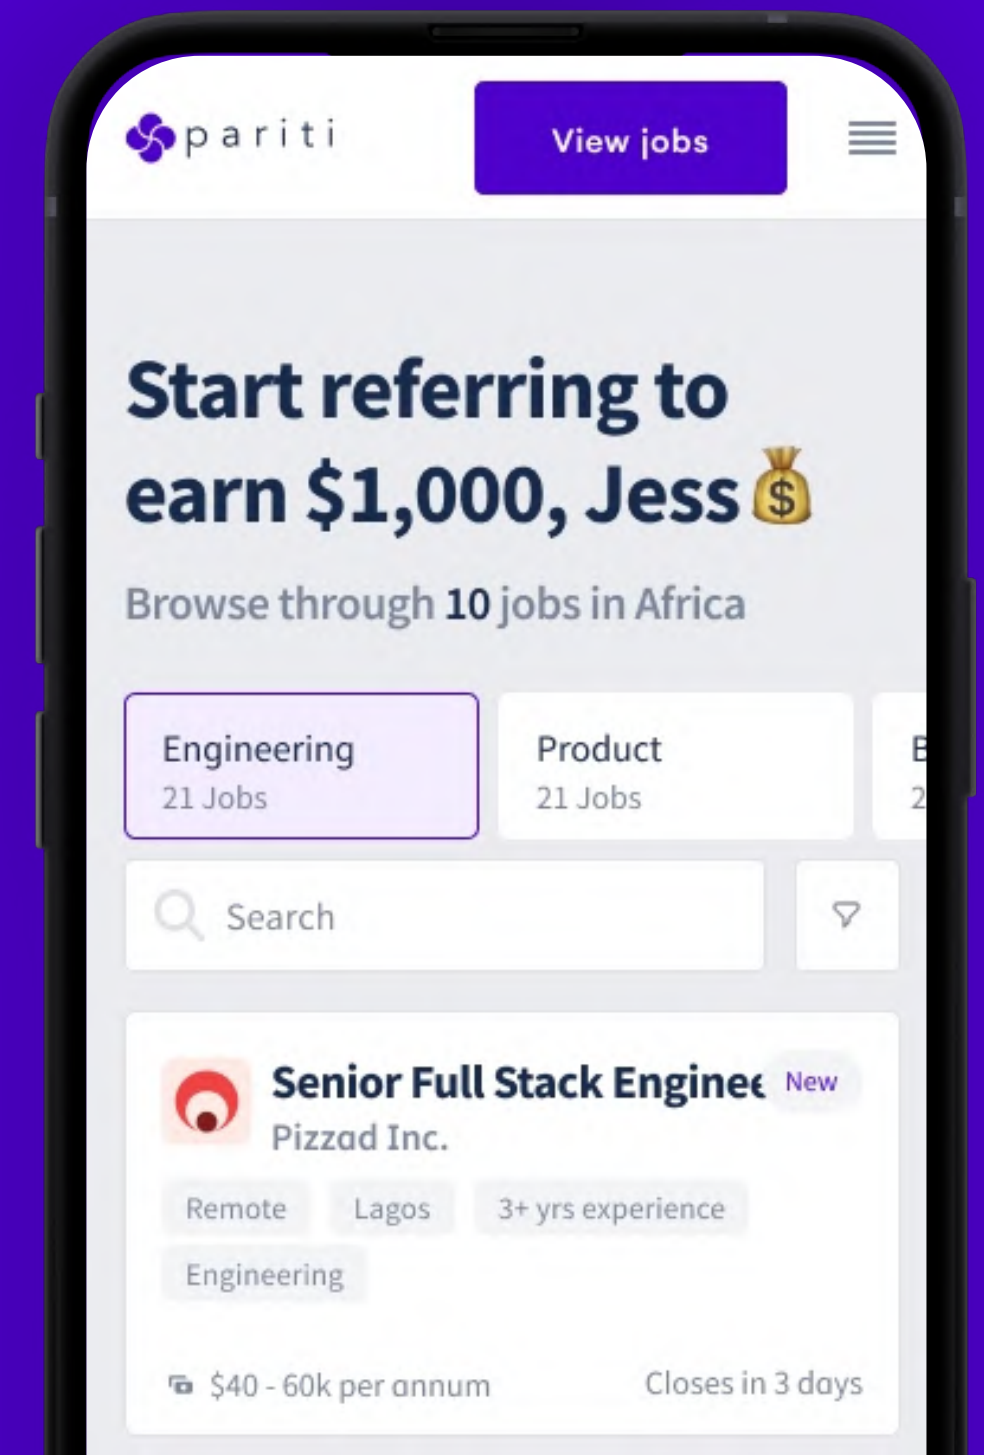 pariti
View jobs
Start referring to
earn $1,000, Jess💰
Browse through 10 jobs in Africa
Engineering
21 Jobs
Product
21 Jobs
B
2
Search
Senior Full Stack Enginee
New
Pizzad Inc.
Remote
Lagos
3+ yrs experience
Engineering
$40 - 60k per annum
Closes in 3 days